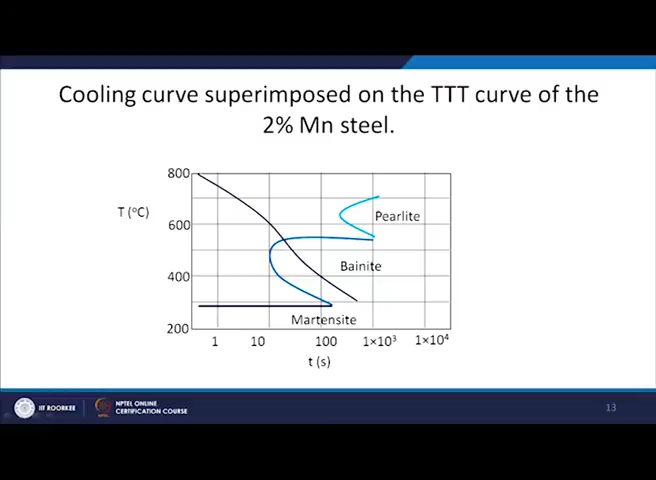 Cooling curve superimposed on the TTT curve of the
2% Mn steel.
800
T (°C)
Pearlite
600
Bainite
400
Martensite
200
1 10 100 1×10³ 1×10⁴
t (s)
IIT ROORKEE
NPTEL ONLINE
CERTIFICATION COURSE
13